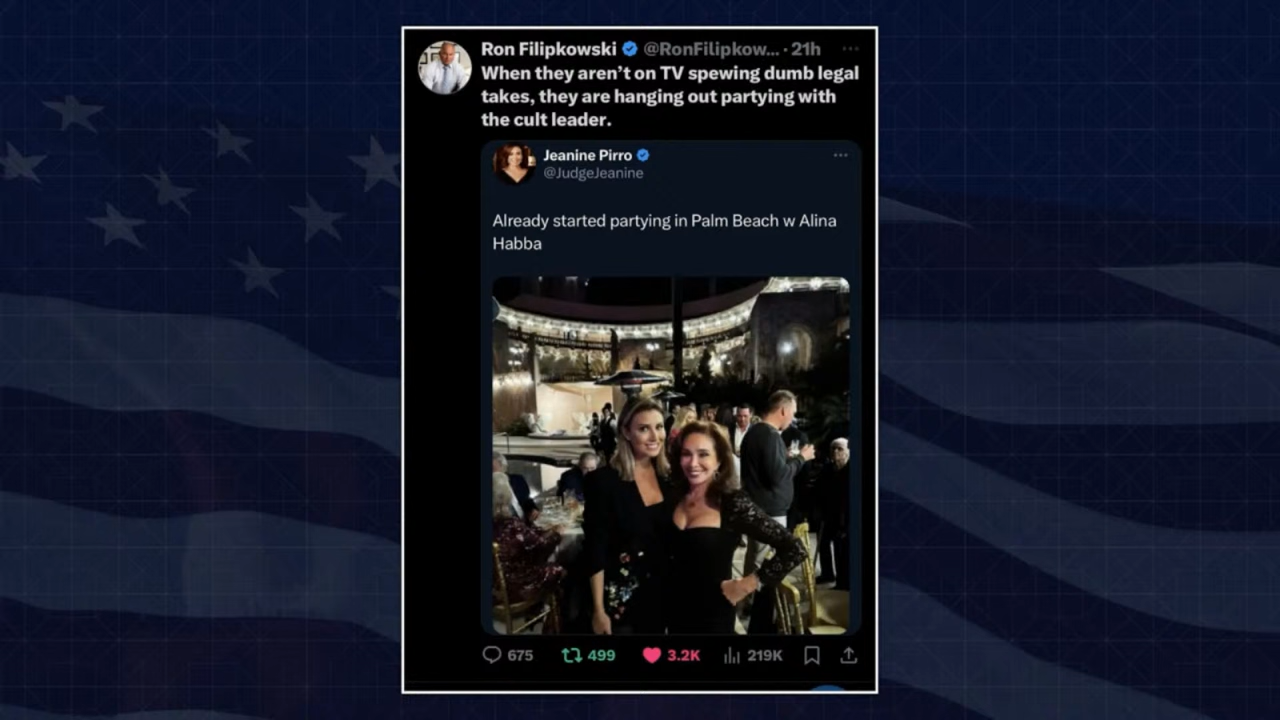 Ron Filipkowski @RonFilipkow... · 21h
When they aren’t on TV spewing dumb legal
takes, they are hanging out partying with
the cult leader.
Jeanine Pirro
@JudgeJeanine
Already started partying in Palm Beach w Alina
Habba
675 499 3.2K 219K